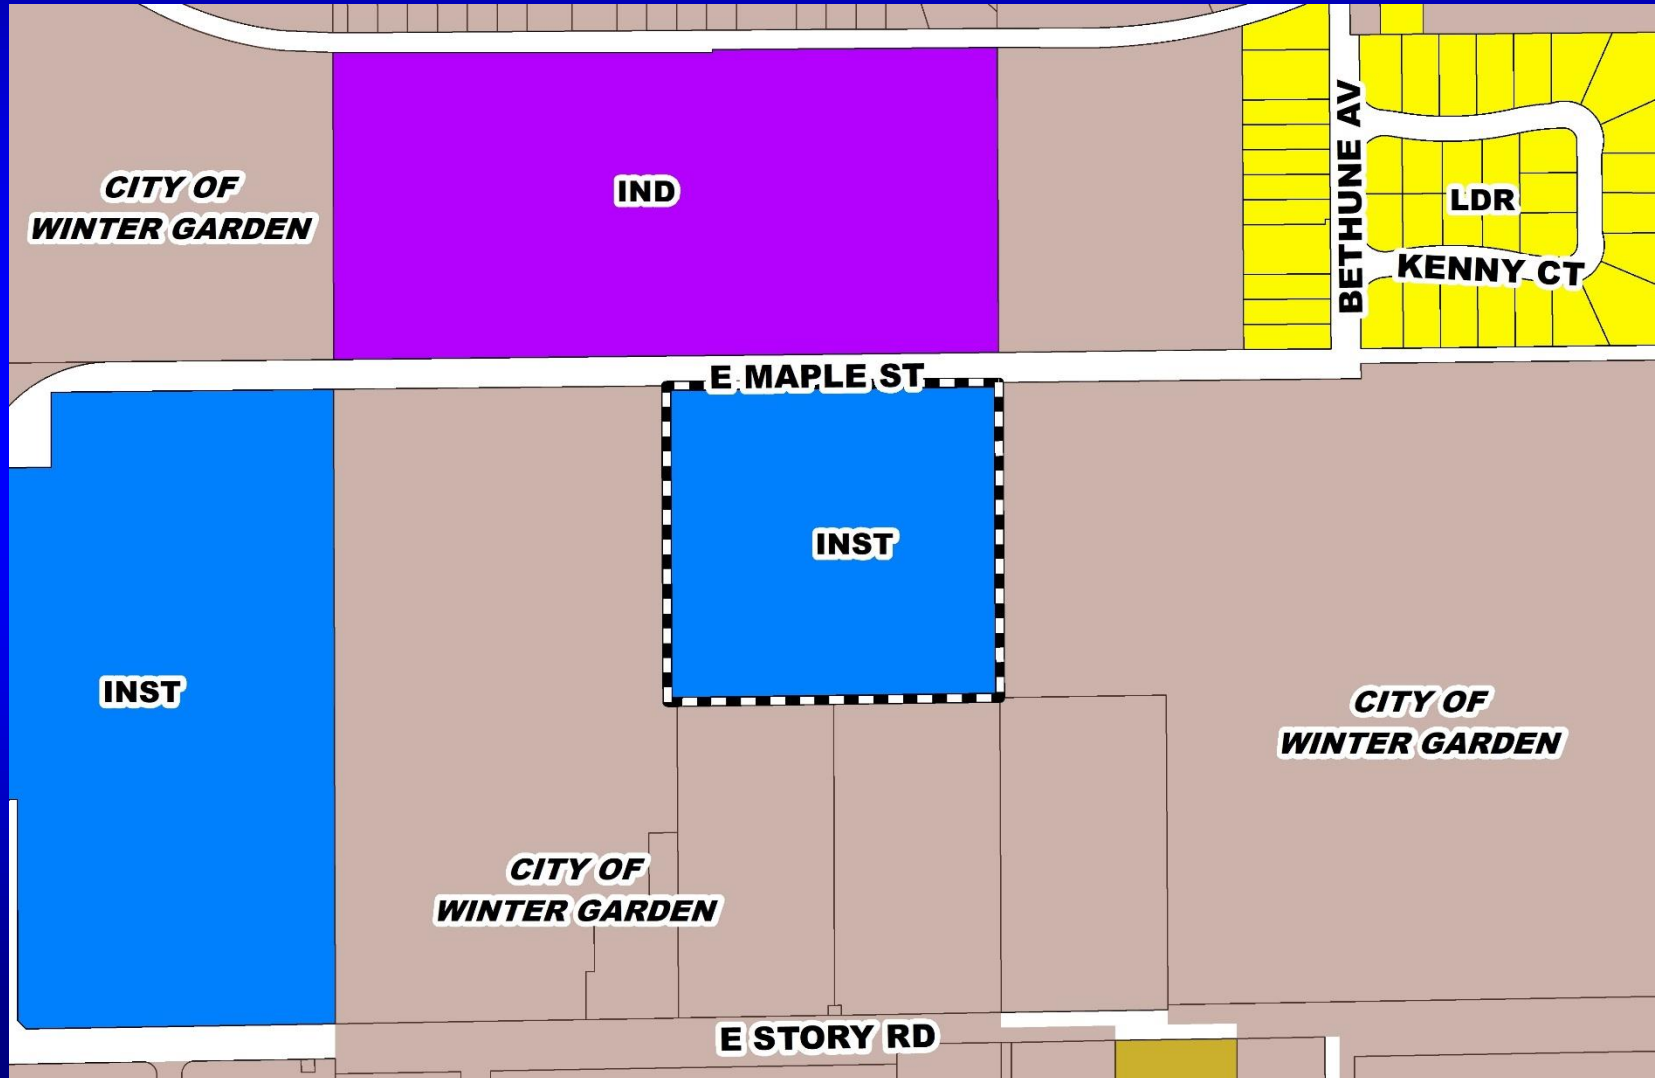 BETHUNE AV
CITY OF
WINTER GARDEN
IND
LDR
KENNY CT
E MAPLE ST
INST
INST
CITY OF
WINTER GARDEN
CITY OF
WINTER GARDEN
E STORY RD